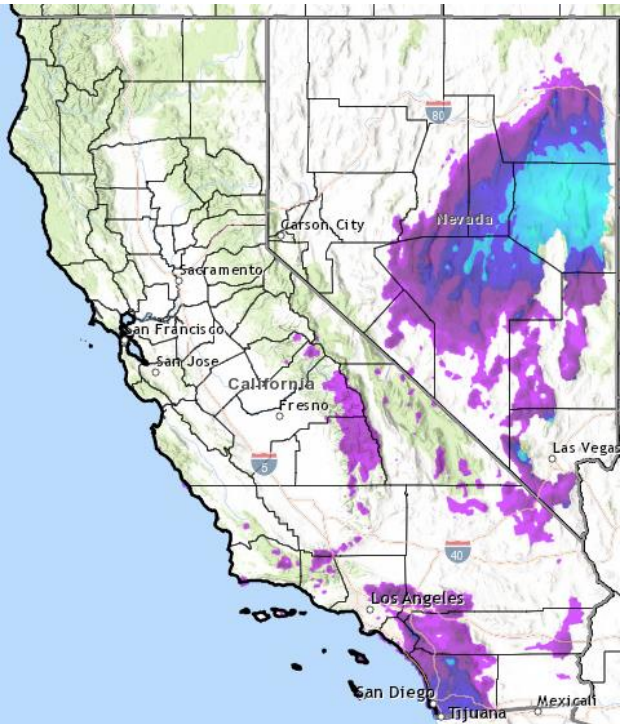 80
Nevada
Carson City
Sacramento
San Francisco
San Jose
California
Fresno
5
Las Vegas
40
Los Angeles
San Diego
Tijuana
Mexicali